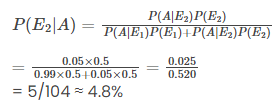 P(E₂|A) = P(A|E₂)P(E₂) / P(A|E₁)P(E₁)+P(A|E₂)P(E₂)
= 0.05×0.5 / 0.99×0.5+0.05×0.5 = 0.025 / 0.520
= 5/104 ≈ 4.8%